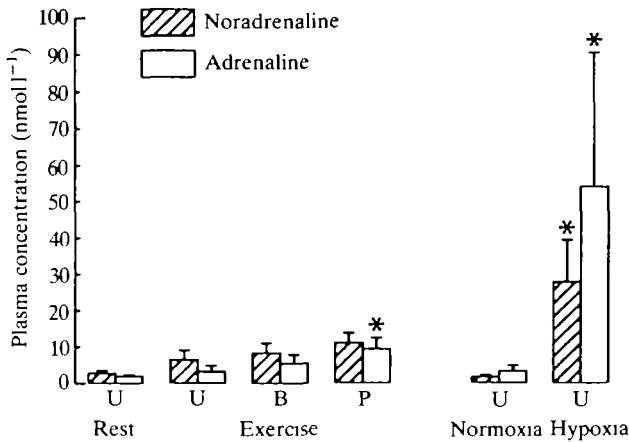 Plasma concentration (nmol l⁻¹)
100
90
80
70
60
50
40
30
20
10
0
Noradrenaline
Adrenaline
*
*
*
U U B P U U
Rest Exercise Normoxia Hypoxia